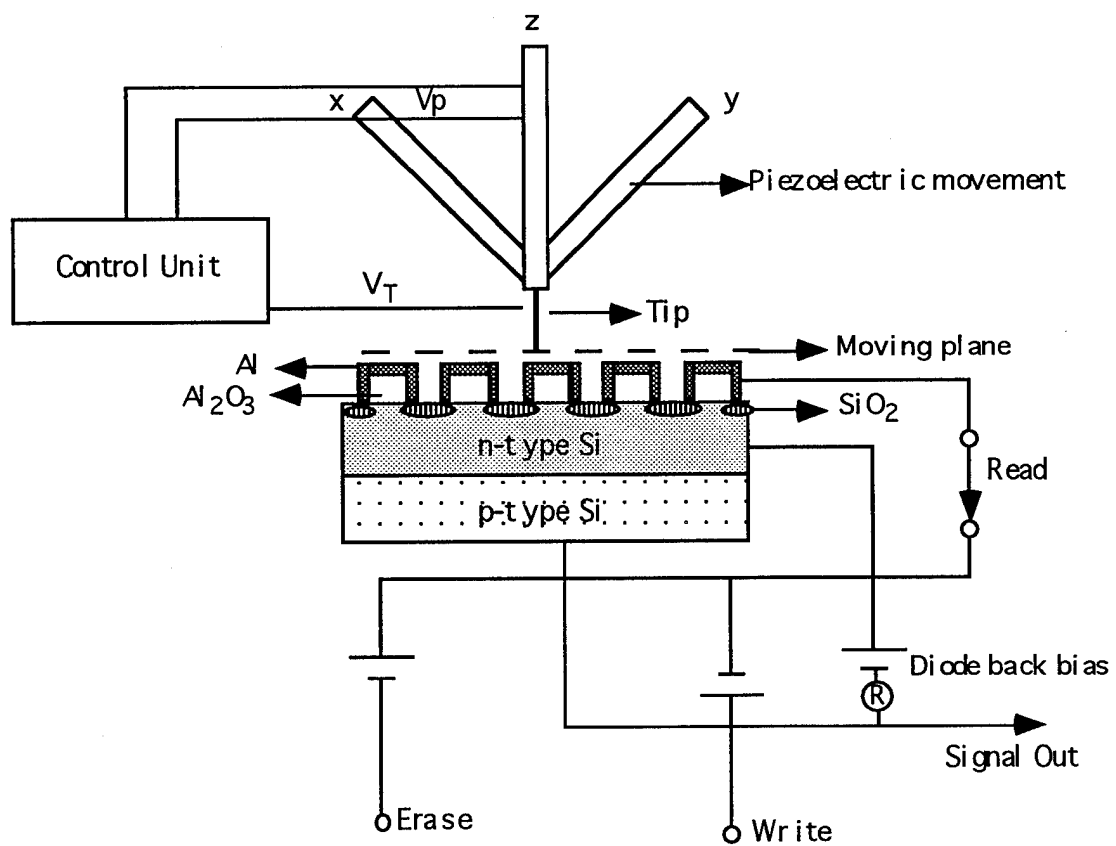 z
x
Vp
y
Piezoelectric movement
Control Unit
VT
Tip
Moving plane
Al
Al2O3
SiO2
n-type Si
Read
p-type Si
Diode back bias
R
Signal Out
Erase
Write